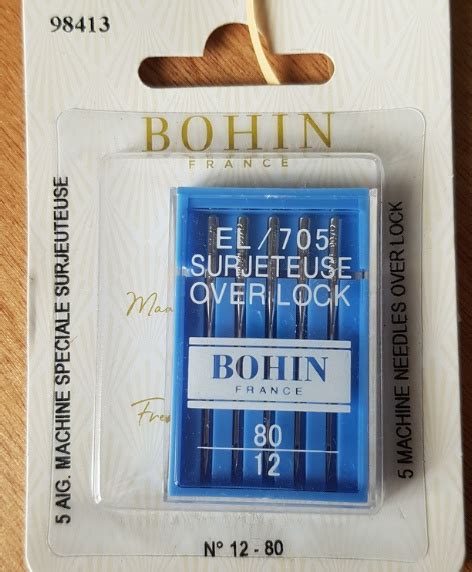 98413
BOHIN
FRANCE
5 AIG. MACHINE SPECIALE SURJEUTEUSE
EL/705
SURJETEUSE
OVER LOCK
BOHIN
FRANCE
80
12
5 MACHINE NEEDLES OVER LOCK
N° 12 - 80